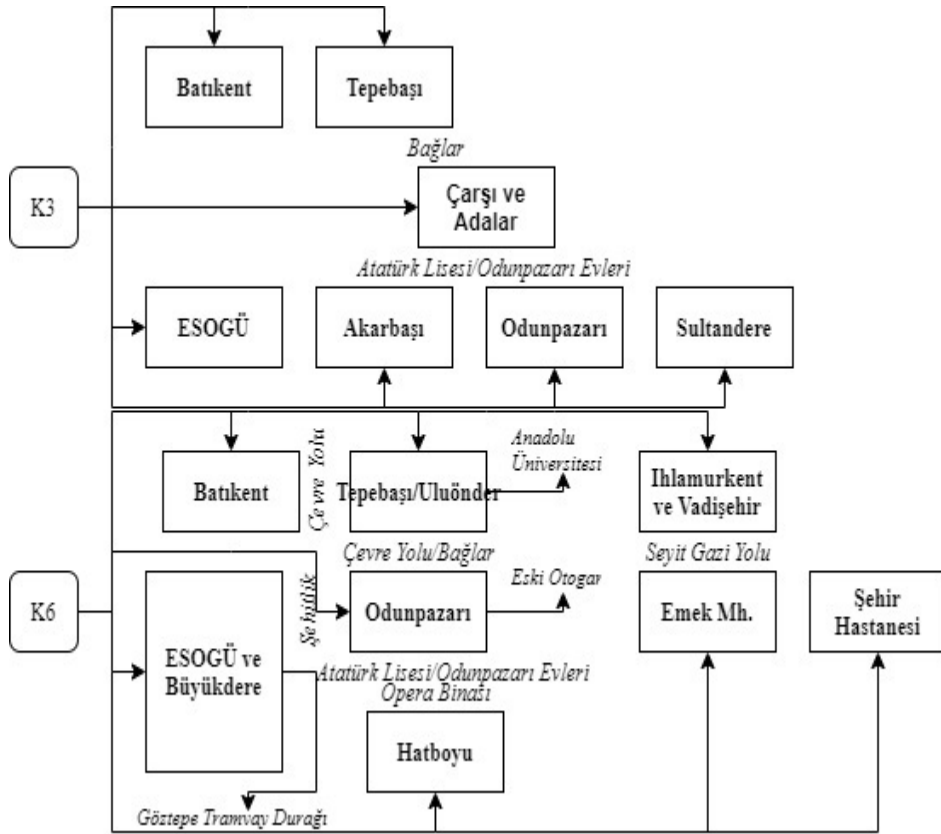 Batıkent
Tepebaşı
Bağlar
K3
Çarşı ve
Adalar
Atatürk Lisesi/Odunpazarı Evleri
ESOGÜ
Akarbaşı
Odunpazarı
Sultandere
Batıkent
Çevre Yolu
Tepebaşı/Uluönder
Anadolu
Üniversitesi
Ihlamurkent
ve Vadişehir
Çevre Yolu/Bağlar
Seyit Gazi Yolu
K6
ESOGÜ ve
Büyükdere
Şehitlik
Odunpazarı
Eski Otogar
Emek Mh.
Şehir
Hastanesi
Atatürk Lisesi/Odunpazarı Evleri
Opera Binası
Hatboyu
Göztepe Tramvay Durağı